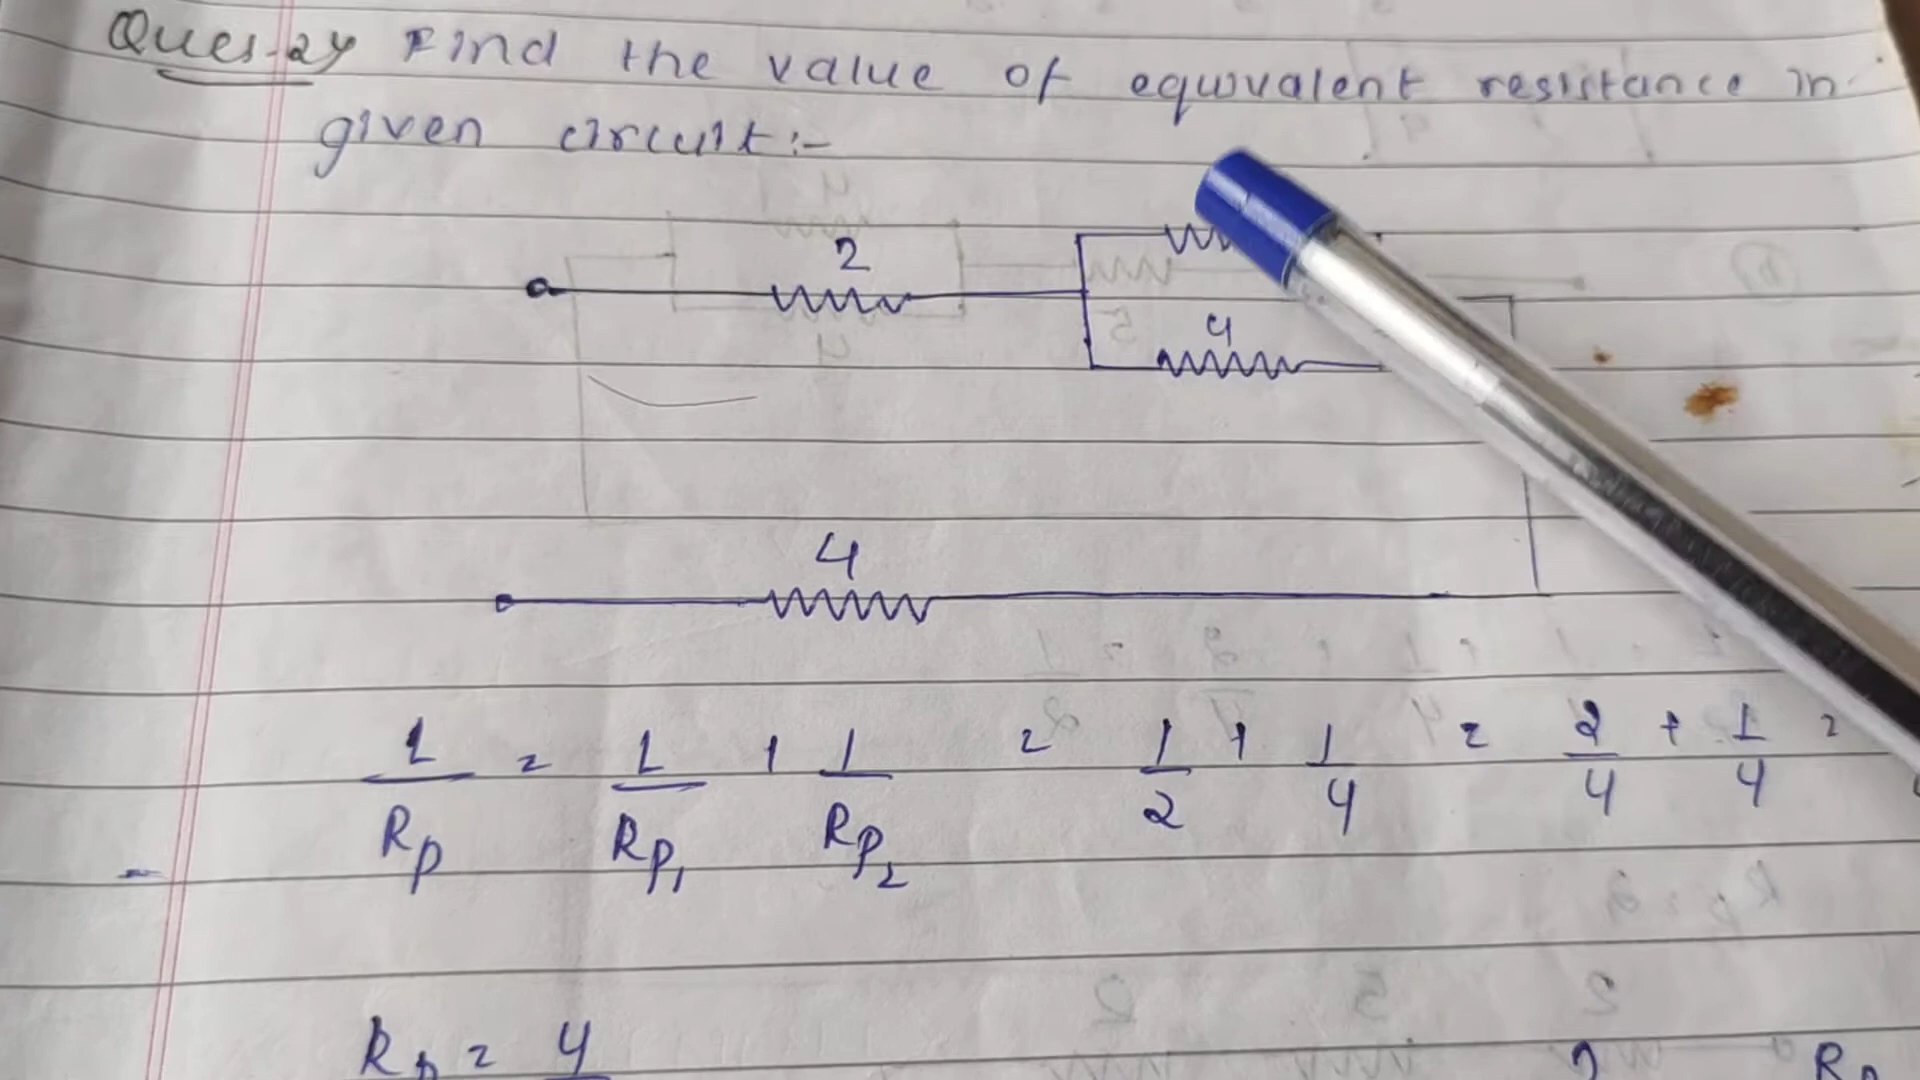 Ques-24 Find the value of equivalent resistance in
given circuit:-
2
4
4
1/Rp = 1/Rp1 + 1/Rp2 = 1/2 + 1/4 = 2/4 + 1/4 =
Rp = 4